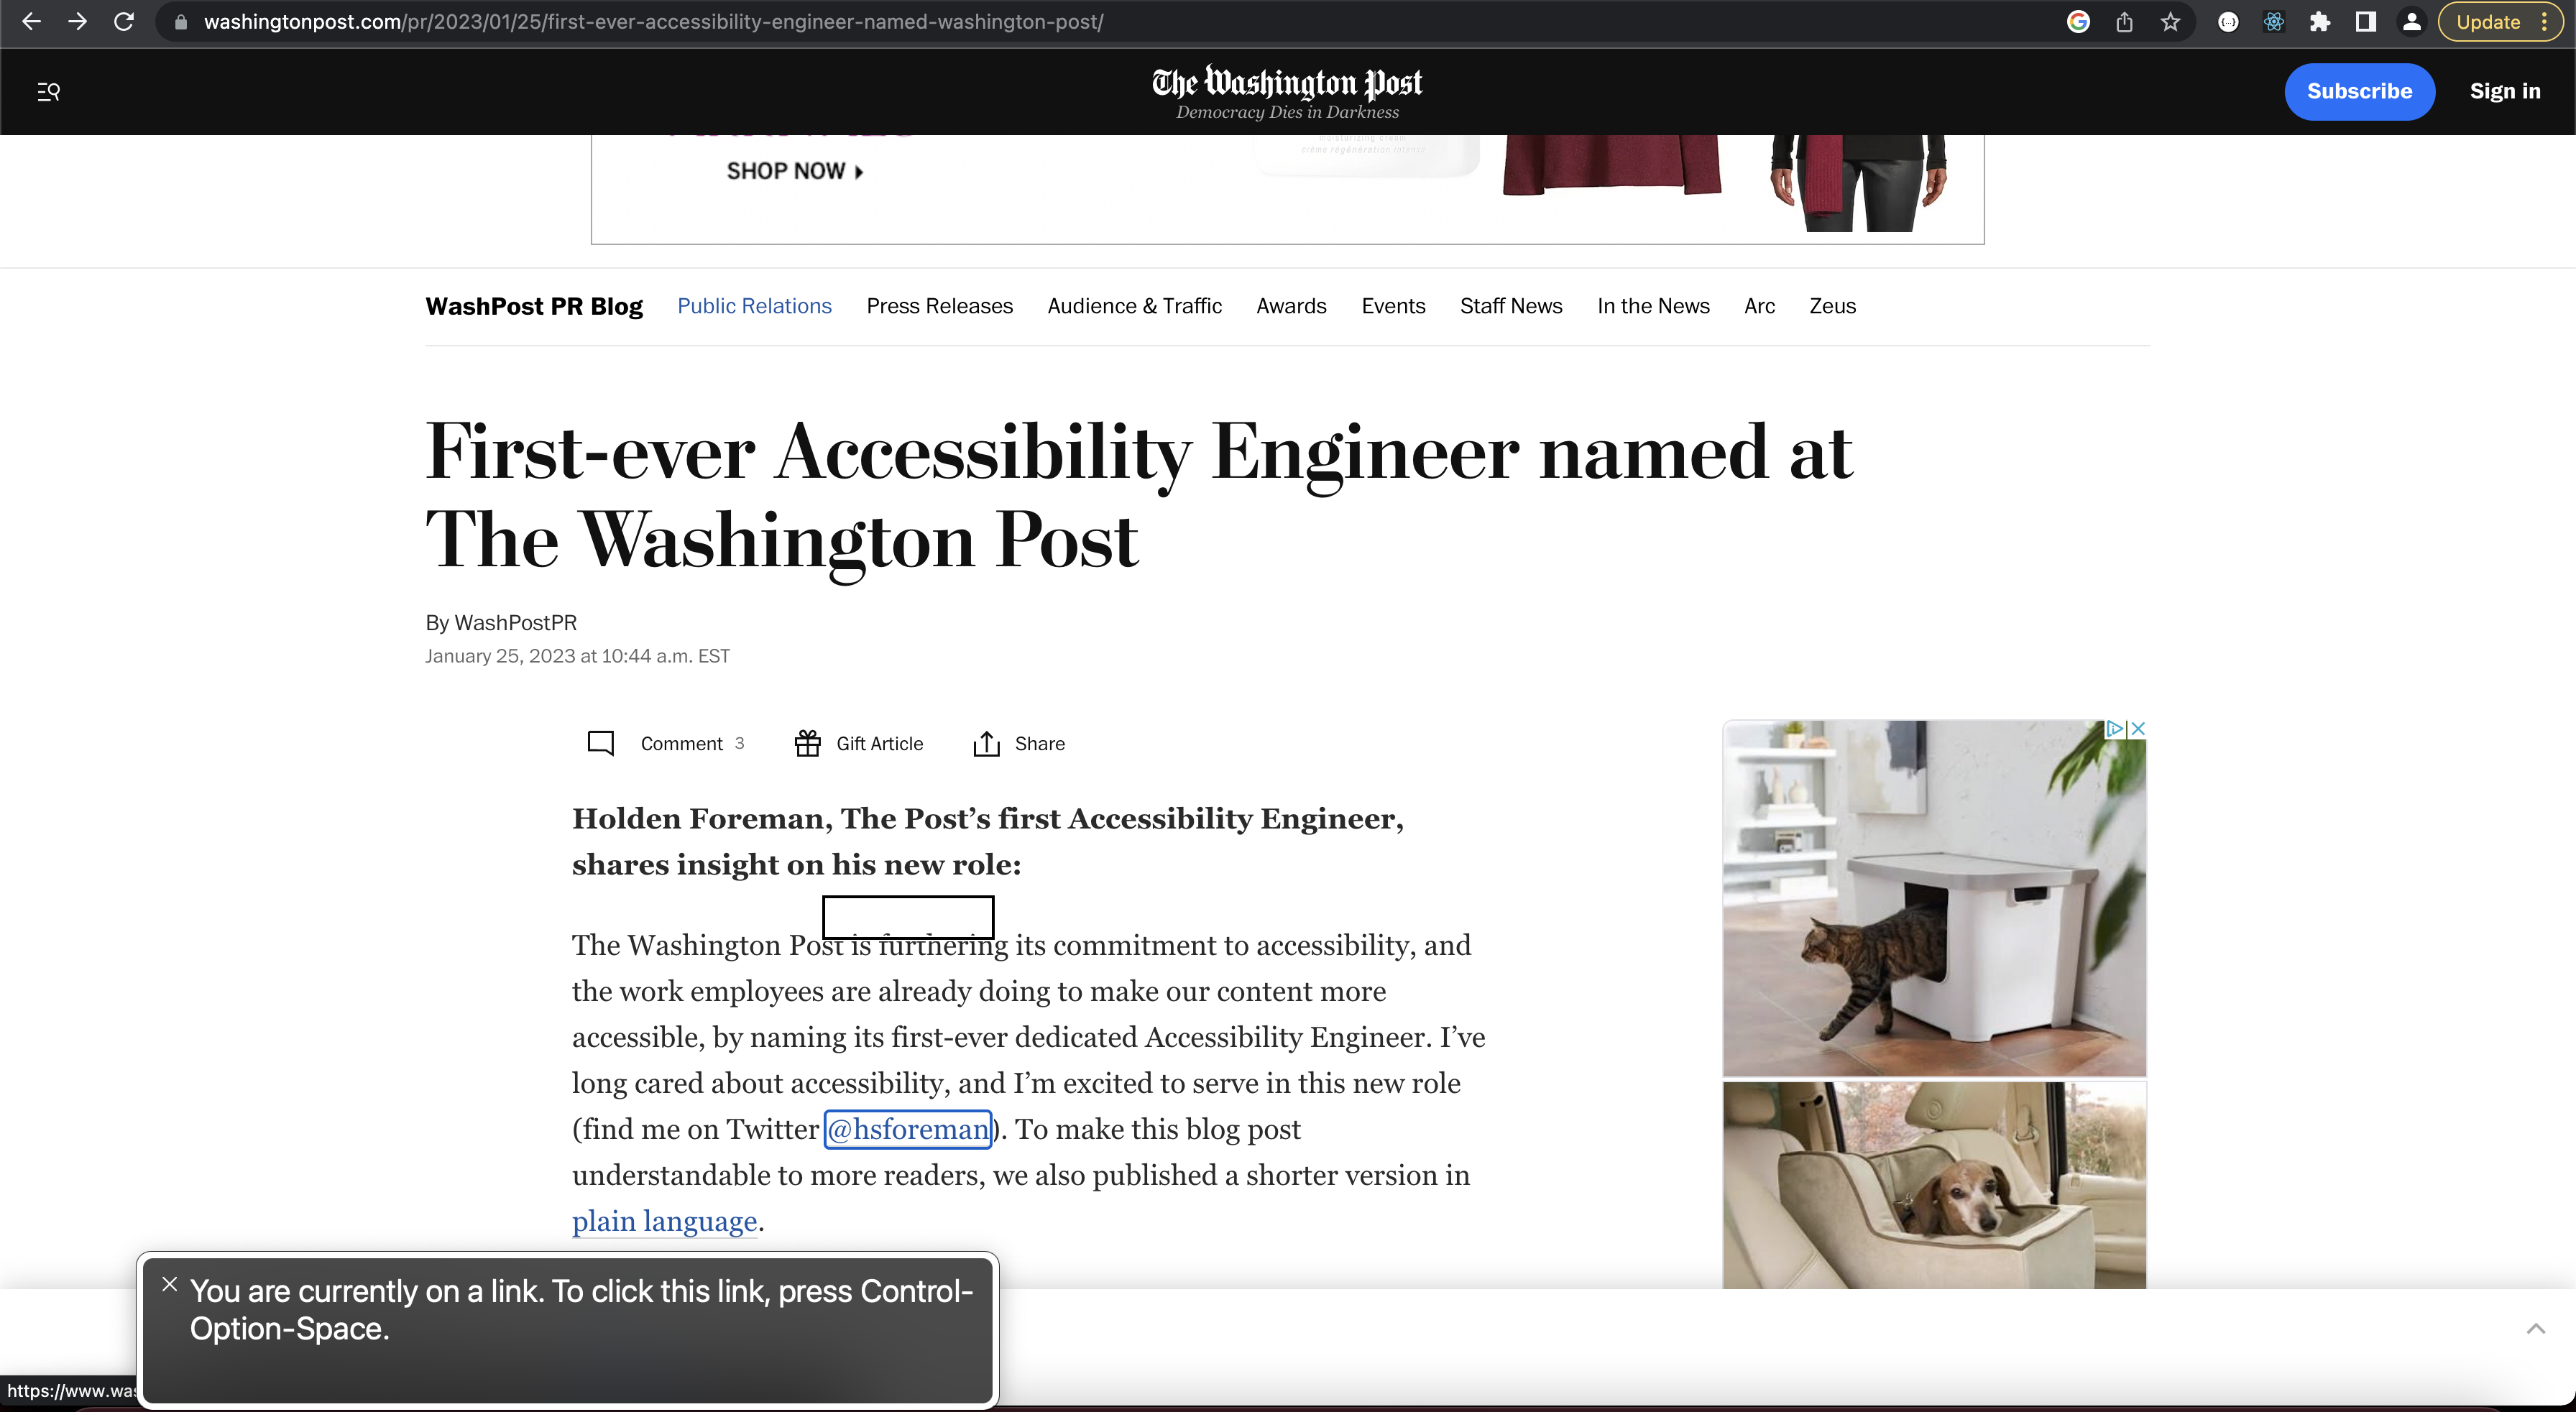 washingtonpost.com/pr/2023/01/25/first-ever-accessibility-engineer-named-washington-post/
Update
The Washington Post
Democracy Dies in Darkness
Subscribe
Sign in
crème régénération intense
SHOP NOW
WashPost PR Blog Public Relations Press Releases Audience & Traffic Awards Events Staff News In the News Arc Zeus
First-ever Accessibility Engineer named at
The Washington Post
By WashPostPR
January 25, 2023 at 10:44 a.m. EST
Comment 3 Gift Article Share
Holden Foreman, The Post’s first Accessibility Engineer,
shares insight on his new role:
The Washington Post is furthering its commitment to accessibility, and
the work employees are already doing to make our content more
accessible, by naming its first-ever dedicated Accessibility Engineer. I’ve
long cared about accessibility, and I’m excited to serve in this new role
(find me on Twitter @hsforeman). To make this blog post
understandable to more readers, we also published a shorter version in
plain language.
You are currently on a link. To click this link, press Control-
Option-Space.
https://www.was